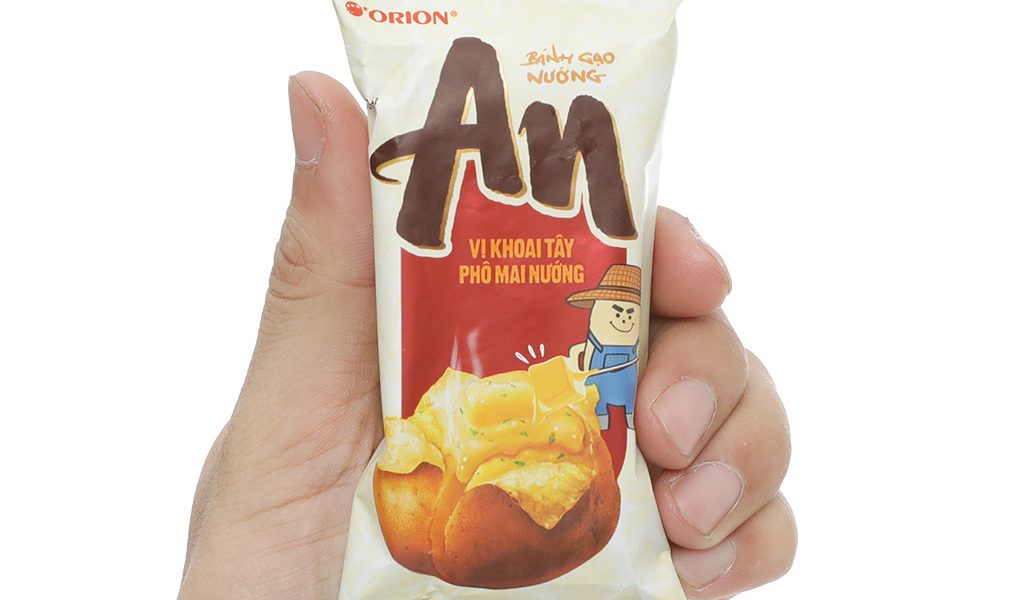 ORION®
BÁNH GẠO
NƯỚNG
An
VỊ KHOAI TÂY
PHÔ MAI NƯỚNG